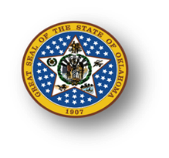 GREAT SEAL OF THE STATE OF OKLAHOMA
1907